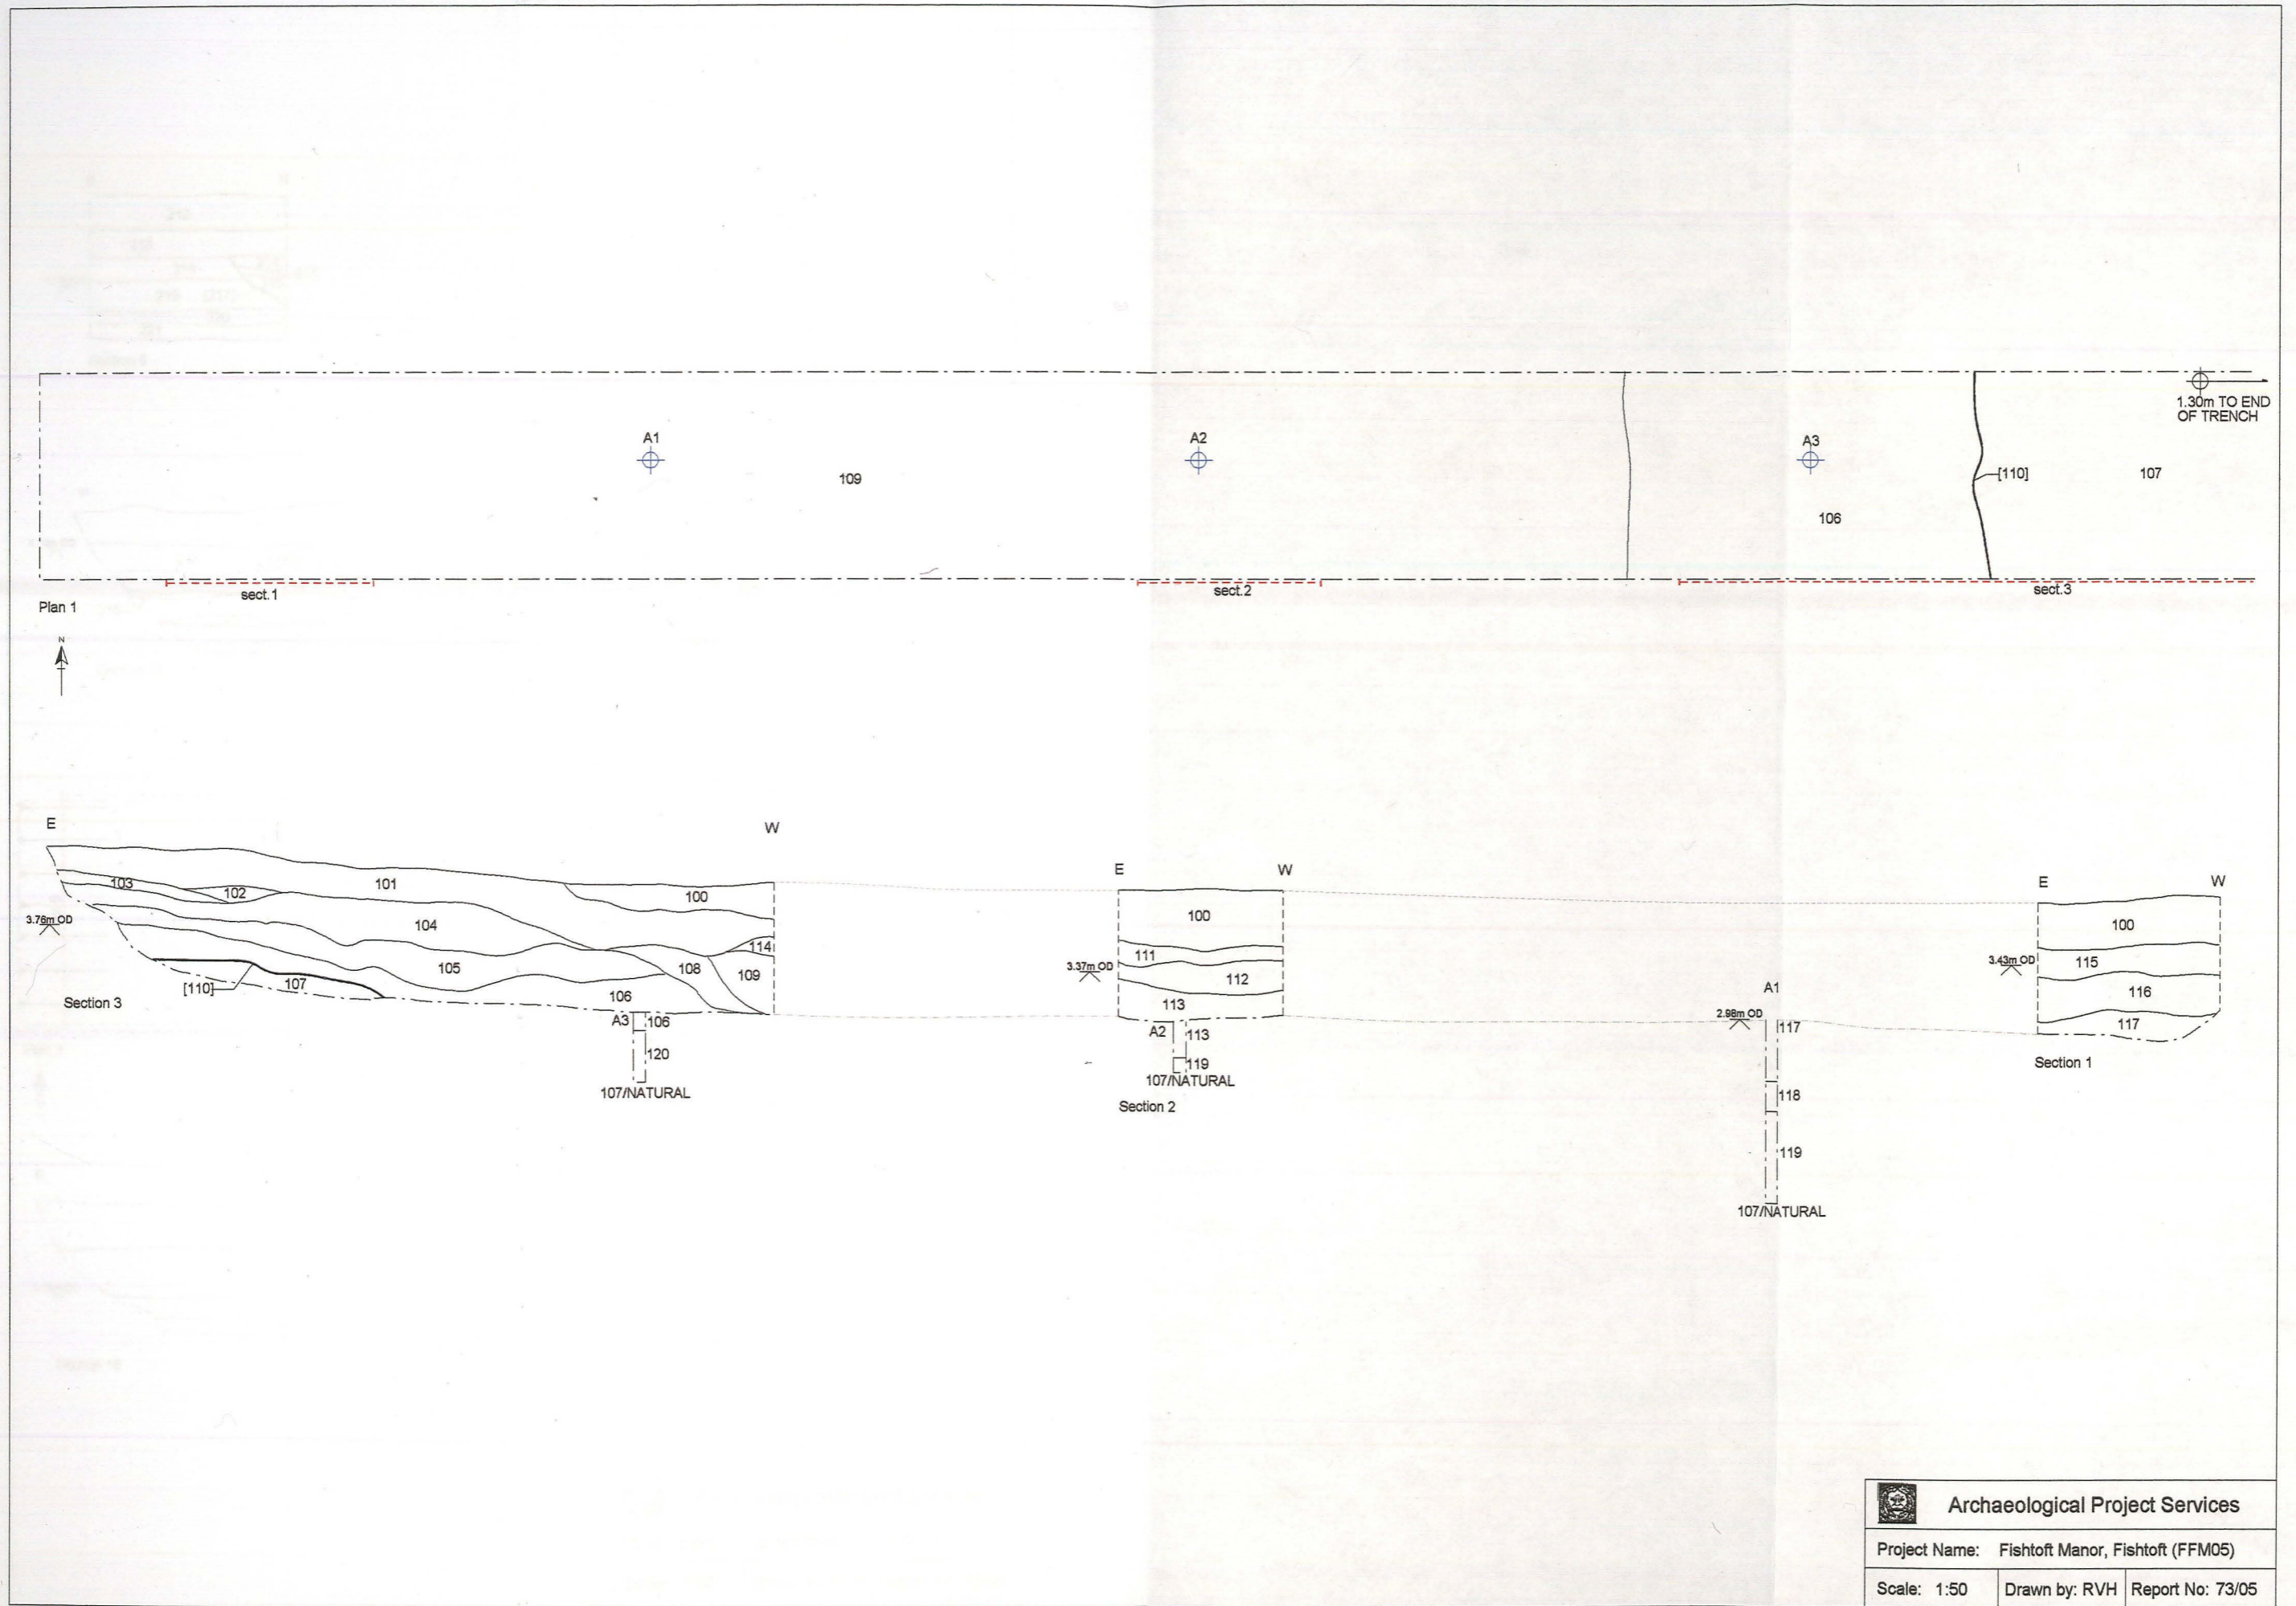 1.30m TO END
OF TRENCH
A1
A2
A3
109
[110]
107
106
sect.1
sect.2
sect.3
Plan 1
N
E
W
103
102
101
100
3.76m OD
104
114
105
108
109
[110]
107
106
Section 3
A3
106
120
107/NATURAL
E
W
100
111
3.37m OD
112
113
A2
113
119
107/NATURAL
Section 2
A1
2.98m OD
117
118
119
107/NATURAL
E
W
100
3.43m OD
115
116
117
Section 1
Archaeological Project Services
Project Name: Fishtoft Manor, Fishtoft (FFM05)
Scale: 1:50 Drawn by: RVH Report No: 73/05